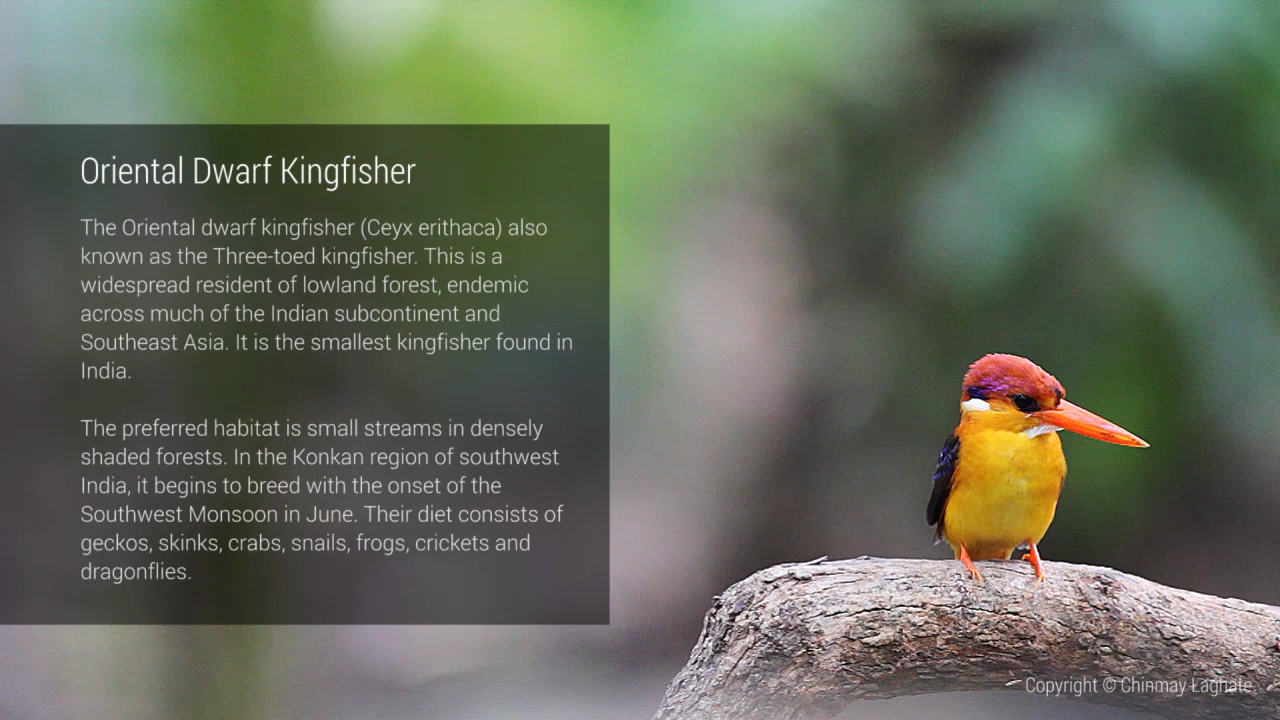 Oriental Dwarf Kingfisher
The Oriental dwarf kingfisher (Ceyx erithaca) also
known as the Three-toed kingfisher. This is a
widespread resident of lowland forest, endemic
across much of the Indian subcontinent and
Southeast Asia. It is the smallest kingfisher found in
India.
The preferred habitat is small streams in densely
shaded forests. In the Konkan region of southwest
India, it begins to breed with the onset of the
Southwest Monsoon in June. Their diet consists of
geckos, skinks, crabs, snails, frogs, crickets and
dragonflies.
Copyright © Chinmay Laghate